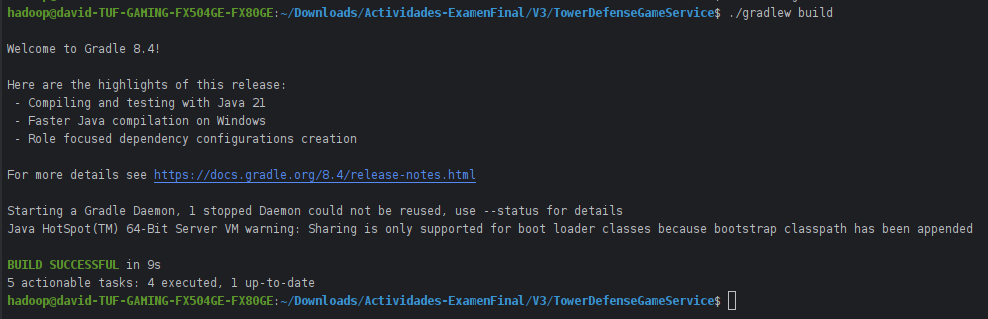 hadoop@david-TUF-GAMING-FX504GE-FX80GE:~/Downloads/Actividades-ExamenFinal/V3/TowerDefenseGameService$ ./gradlew build
Welcome to Gradle 8.4!
Here are the highlights of this release:
- Compiling and testing with Java 21
- Faster Java compilation on Windows
- Role focused dependency configurations creation
For more details see https://docs.gradle.org/8.4/release-notes.html
Starting a Gradle Daemon, 1 stopped Daemon could not be reused, use --status for details
Java HotSpot(TM) 64-Bit Server VM warning: Sharing is only supported for boot loader classes because bootstrap classpath has been appended
BUILD SUCCESSFUL in 9s
5 actionable tasks: 4 executed, 1 up-to-date
hadoop@david-TUF-GAMING-FX504GE-FX80GE:~/Downloads/Actividades-ExamenFinal/V3/TowerDefenseGameService$